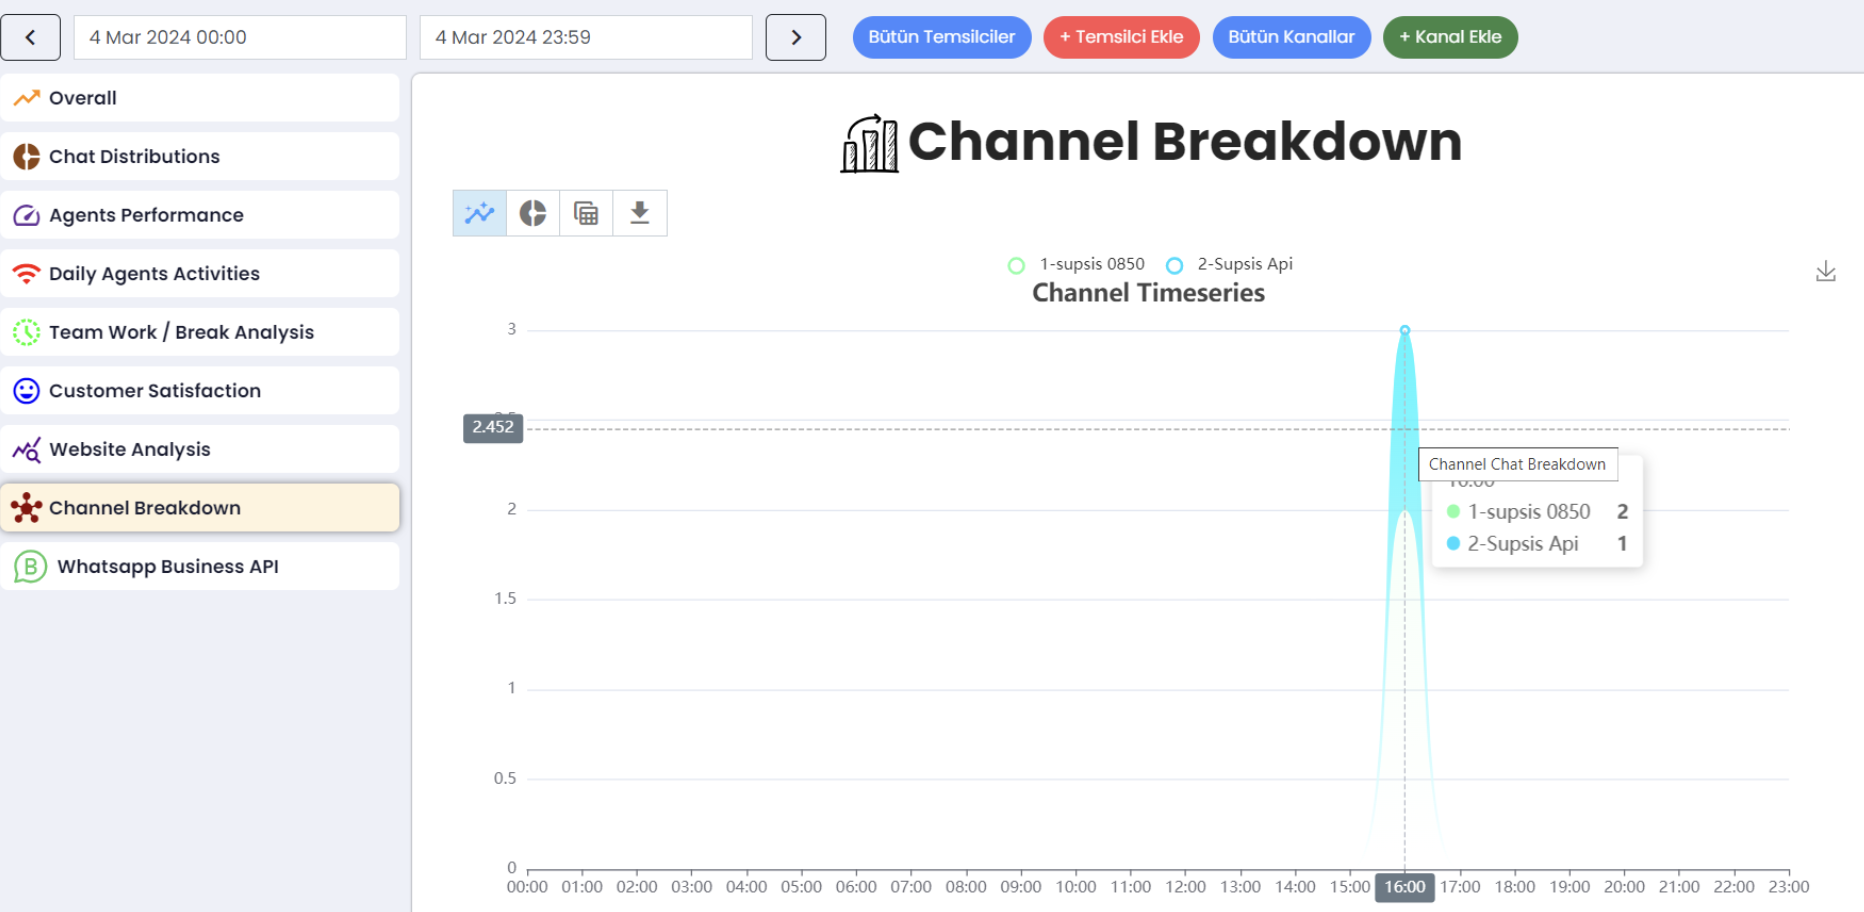 4 Mar 2024 00:00
4 Mar 2024 23:59
Bütün Temsilciler
+ Temsilci Ekle
Bütün Kanallar
+ Kanal Ekle
Overall
Chat Distributions
Agents Performance
Daily Agents Activities
Team Work / Break Analysis
Customer Satisfaction
Website Analysis
Channel Breakdown
B Whatsapp Business API
Channel Breakdown
1-supsis 0850 2-Supsis Api
Channel Timeseries
3
2.452
2
1.5
1
0.5
0
Channel Chat Breakdown
16:00
1-supsis 0850 2
2-Supsis Api 1
00:00 01:00 02:00 03:00 04:00 05:00 06:00 07:00 08:00 09:00 10:00 11:00 12:00 13:00 14:00 15:00 16:00 17:00 18:00 19:00 20:00 21:00 22:00 23:00